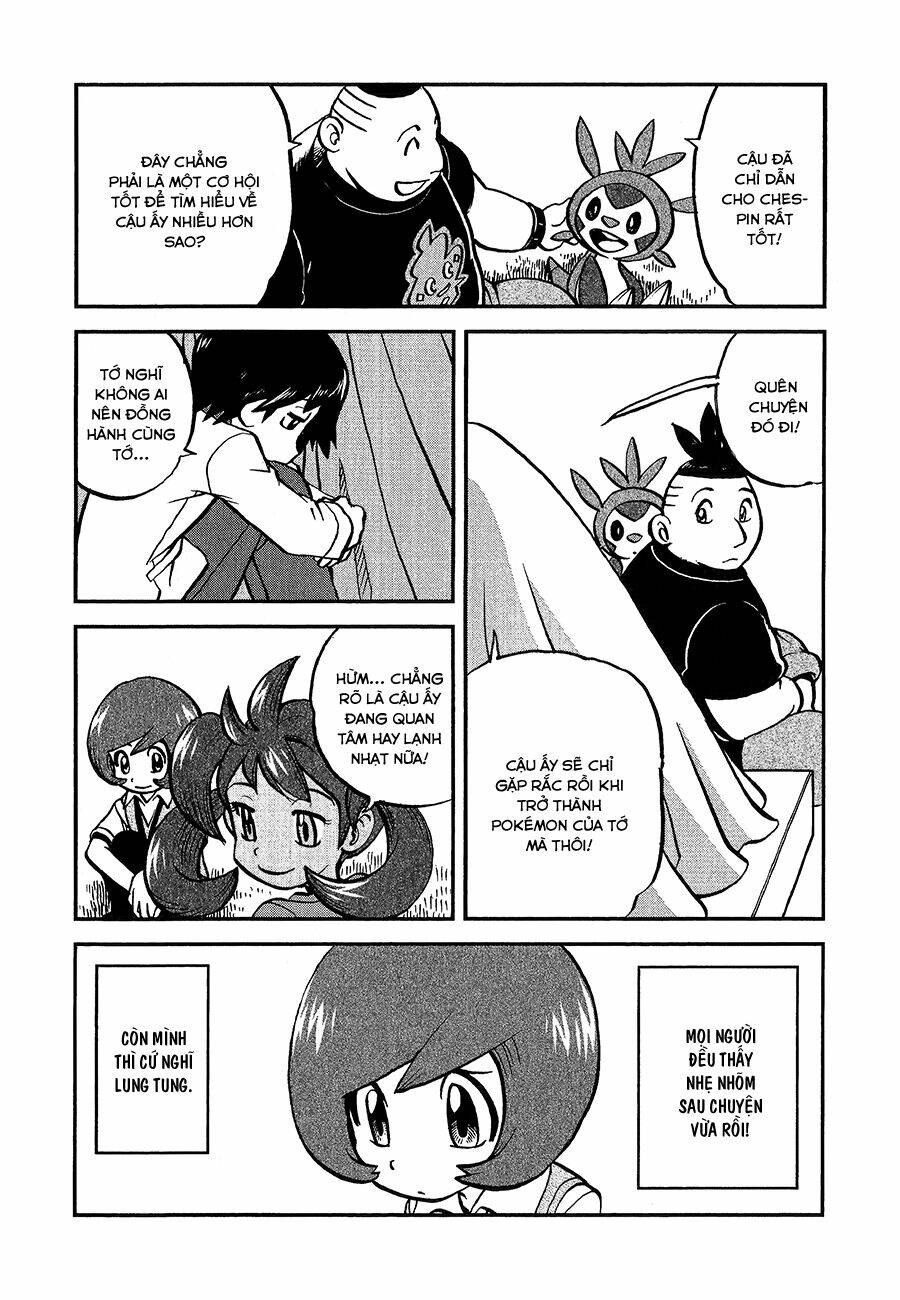 CẬU ĐÃ
CHỈ DẪN
CHO CHES-
PIN RẤT
TỐT!
ĐÂY CHẲNG
PHẢI LÀ MỘT CƠ HỘI
TỐT ĐỂ TÌM HIỂU VỀ
CẬU ẤY NHIỀU HƠN
SAO?
QUÊN
CHUYỆN
ĐÓ ĐI!
CẬU ẤY SẼ CHỈ
GẶP RẮC RỐI KHI
TRỞ THÀNH
POKÉMON CỦA TỚ
MÀ THÔI!
TỚ NGHĨ
KHÔNG AI
NÊN ĐỒNG
HÀNH CÙNG
TỚ...
HỪM... CHẲNG
RÕ LÀ CẬU ẤY
ĐANG QUAN
TÂM HAY LẠNH
NHẠT NỮA!
MỌI NGƯỜI
ĐỀU THẤY
NHẸ NHÕM
SAU CHUYỆN
VỪA RỒI!
CÒN MÌNH
THÌ CỨ NGHĨ
LUNG TUNG.